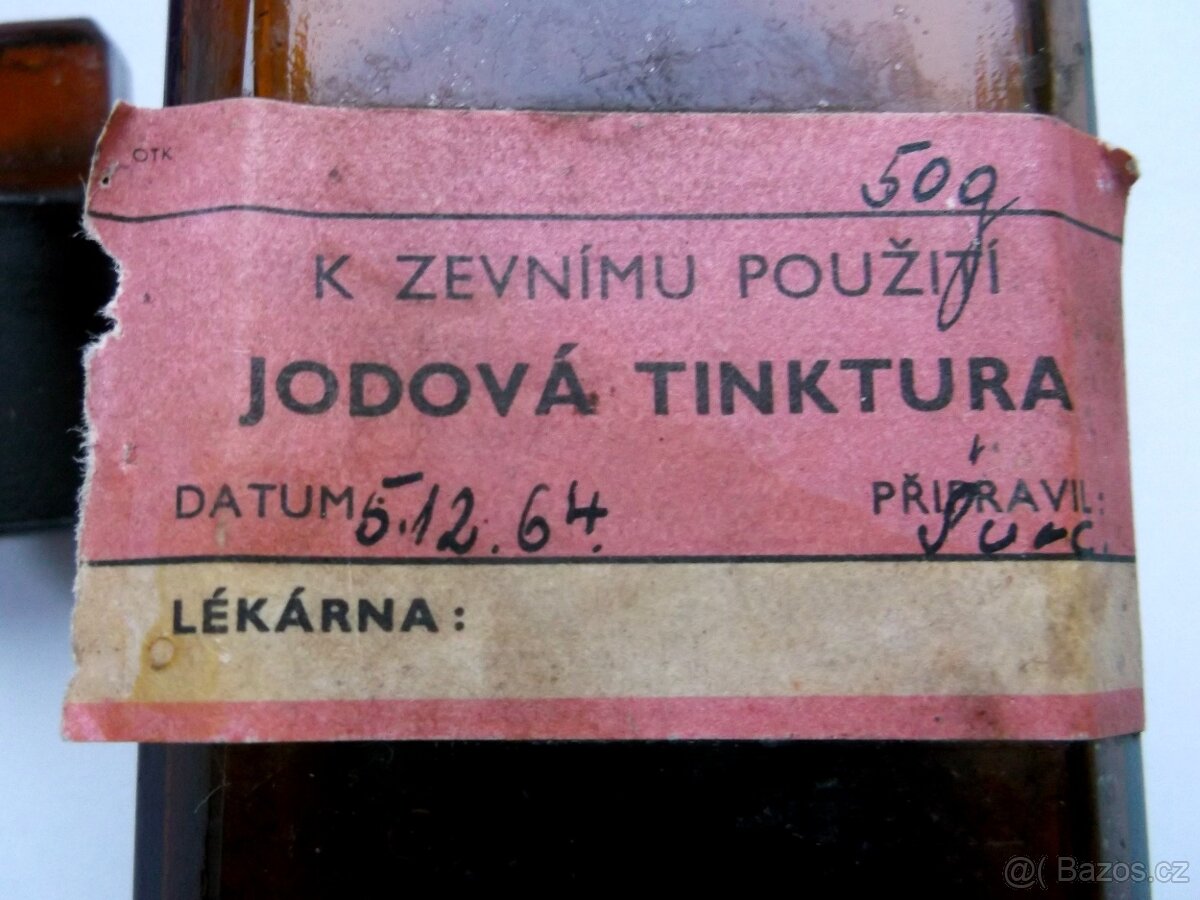 OTK
50g
K ZEVNÍMU POUŽITÍ
JODOVÁ TINKTURA
DATUM 5.12.64.
PŘIPRAVIL:
LÉKÁRNA:
@( Bazos.cz